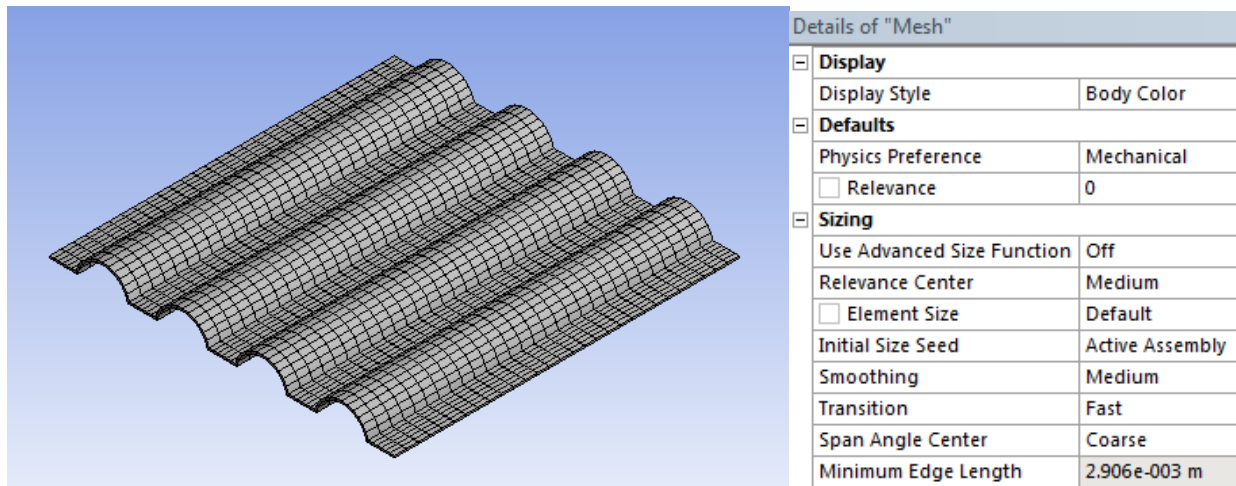 Details of "Mesh"
Display
Display Style Body Color
Defaults
Physics Preference Mechanical
Relevance 0
Sizing
Use Advanced Size Function Off
Relevance Center Medium
Element Size Default
Initial Size Seed Active Assembly
Smoothing Medium
Transition Fast
Span Angle Center Coarse
Minimum Edge Length 2.906e-003 m